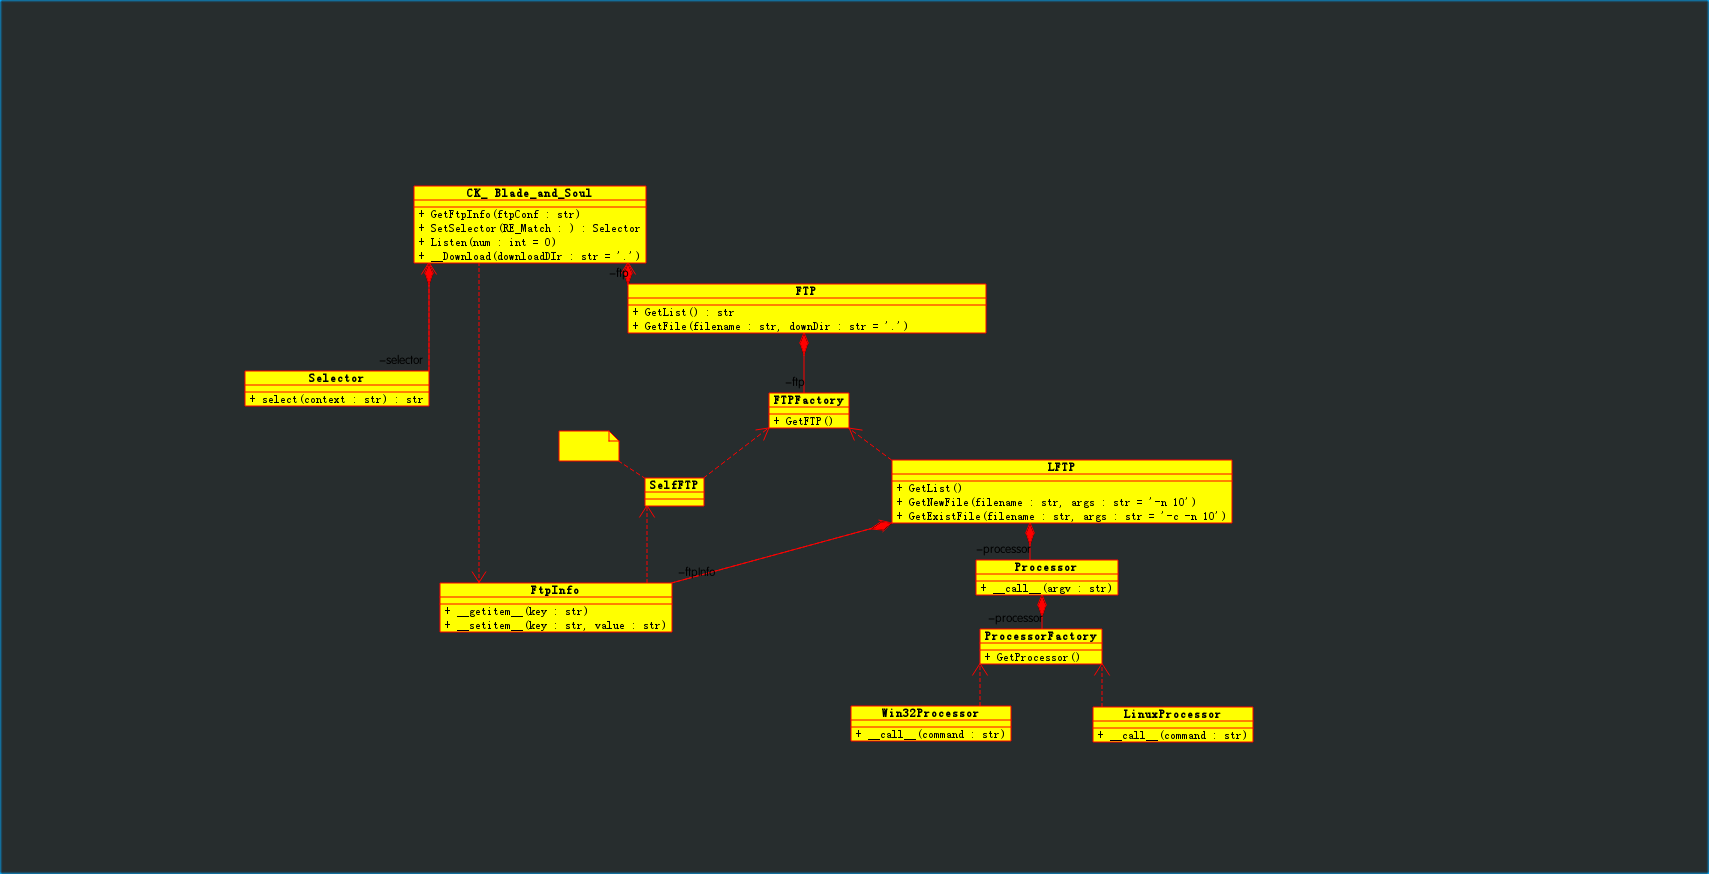 CK_ Blade_and_Soul
+ GetFtpInfo(ftpConf : str)
+ SetSelector(RE_Match : ) : Selector
+ Listen(num : int = 0)
+ __Download(downloadDIr : str = '.')
-ftp
FTP
+ GetList() : str
+ GetFile(filename : str, downDir : str = '.')
-selector
Selector
+ select(context : str) : str
-ftp
FTPFactory
+ GetFTP()
SelfFTP
LFTP
+ GetList()
+ GetNewFile(filename : str, args : str = '-n 10')
+ GetExistFile(filename : str, args : str = '-c -n 10')
-ftpInfo
FtpInfo
+ __getitem__(key : str)
+ __setitem__(key : str, value : str)
-processor
Processor
+ __call__(argv : str)
-processor
ProcessorFactory
+ GetProcessor()
Win32Processor
+ __call__(command : str)
LinuxProcessor
+ __call__(command : str)